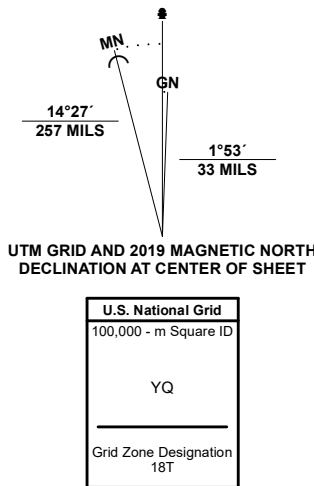 MN
GN
14°27´
257 MILS
1°53´
33 MILS
UTM GRID AND 2019 MAGNETIC NORTH
DECLINATION AT CENTER OF SHEET
U.S. National Grid
100,000 - m Square ID
YQ
Grid Zone Designation
18T